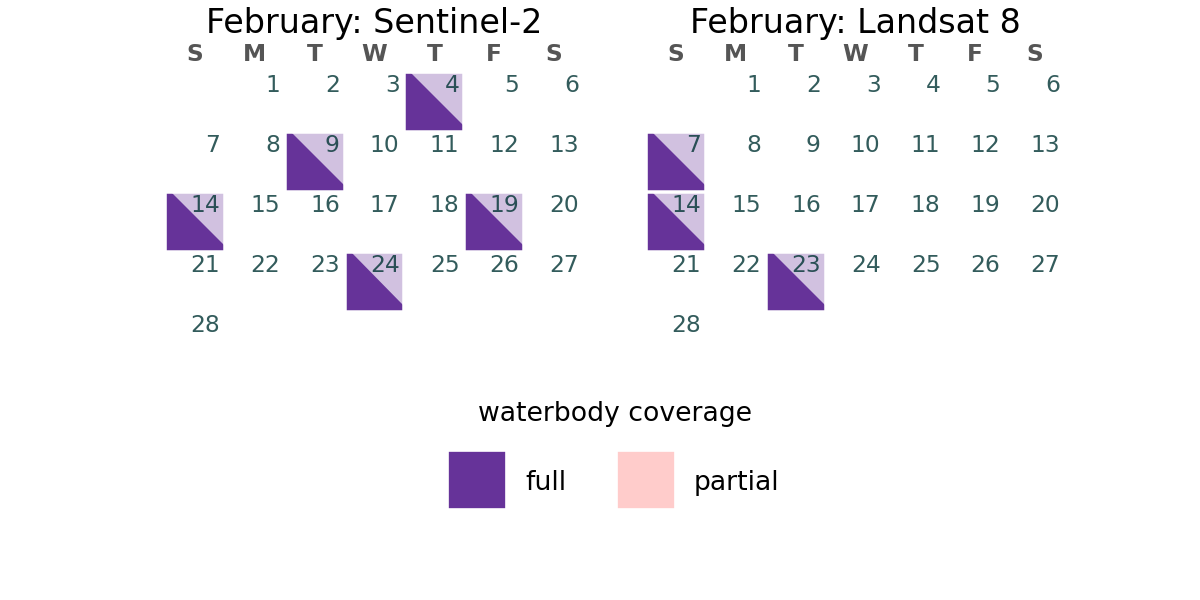 February: Sentinel-2
S M T W T F S
1 2 3 4 5 6
7 8 9 10 11 12 13
14 15 16 17 18 19 20
21 22 23 24 25 26 27
28
February: Landsat 8
S M T W T F S
1 2 3 4 5 6
7 8 9 10 11 12 13
14 15 16 17 18 19 20
21 22 23 24 25 26 27
28
waterbody coverage
full partial